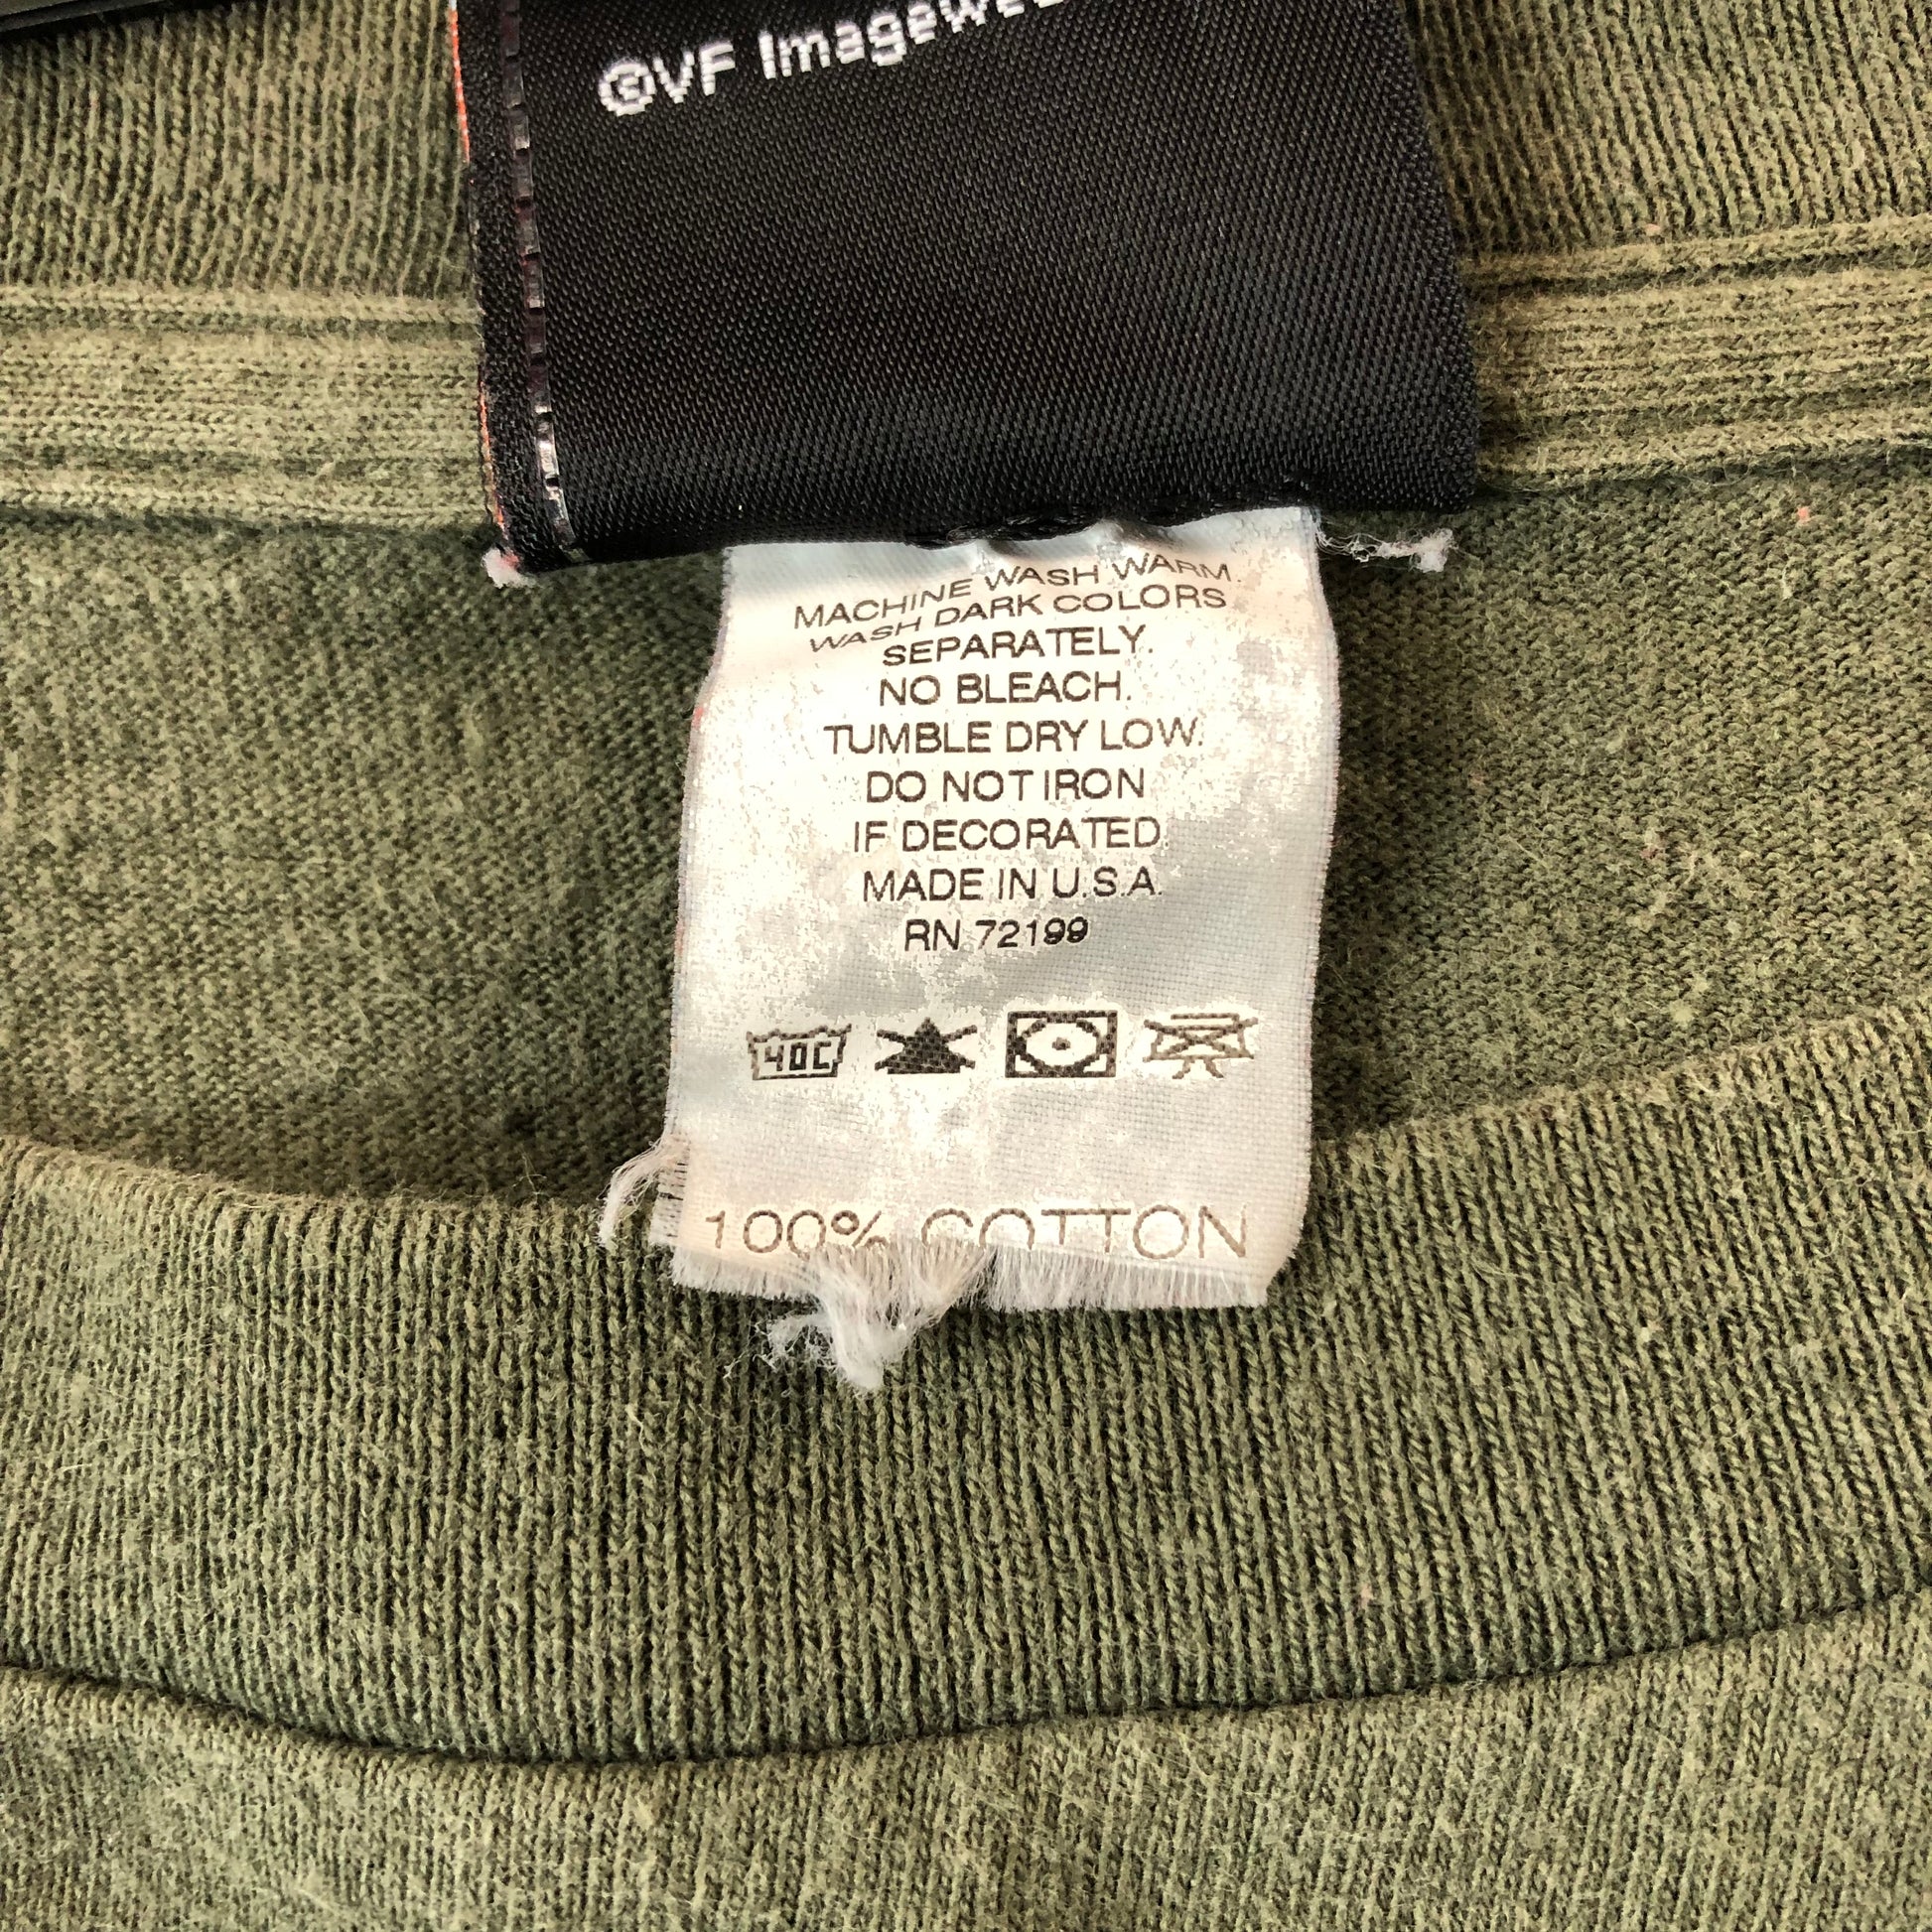 ©VF Imagewe
MACHINE WASH WARM.
WASH DARK COLORS
SEPARATELY.
NO BLEACH.
TUMBLE DRY LOW.
DO NOT IRON
IF DECORATED.
MADE IN U.S.A.
RN 72199
40C
100% COTTON